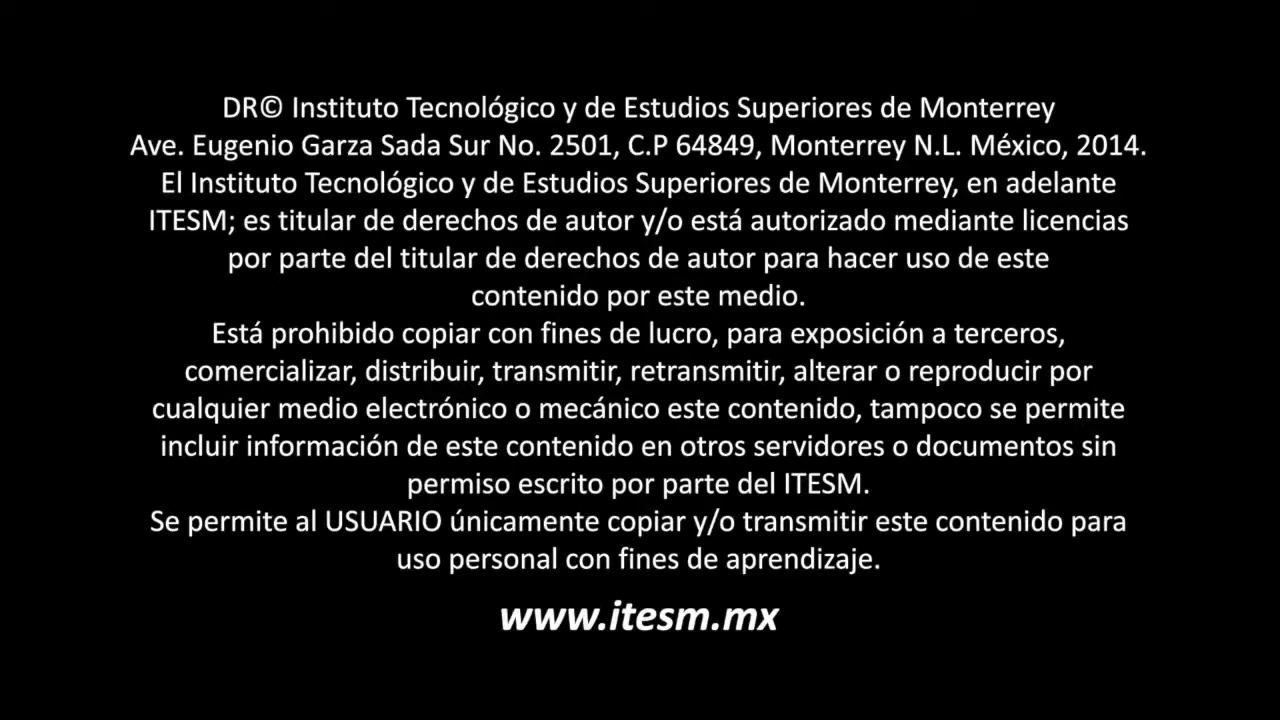 DR© Instituto Tecnológico y de Estudios Superiores de Monterrey
Ave. Eugenio Garza Sada Sur No. 2501, C.P 64849, Monterrey N.L. México, 2014.
El Instituto Tecnológico y de Estudios Superiores de Monterrey, en adelante
ITESM; es titular de derechos de autor y/o está autorizado mediante licencias
por parte del titular de derechos de autor para hacer uso de este
contenido por este medio.
Está prohibido copiar con fines de lucro, para exposición a terceros,
comercializar, distribuir, transmitir, retransmitir, alterar o reproducir por
cualquier medio electrónico o mecánico este contenido, tampoco se permite
incluir información de este contenido en otros servidores o documentos sin
permiso escrito por parte del ITESM.
Se permite al USUARIO únicamente copiar y/o transmitir este contenido para
uso personal con fines de aprendizaje.
www.itesm.mx